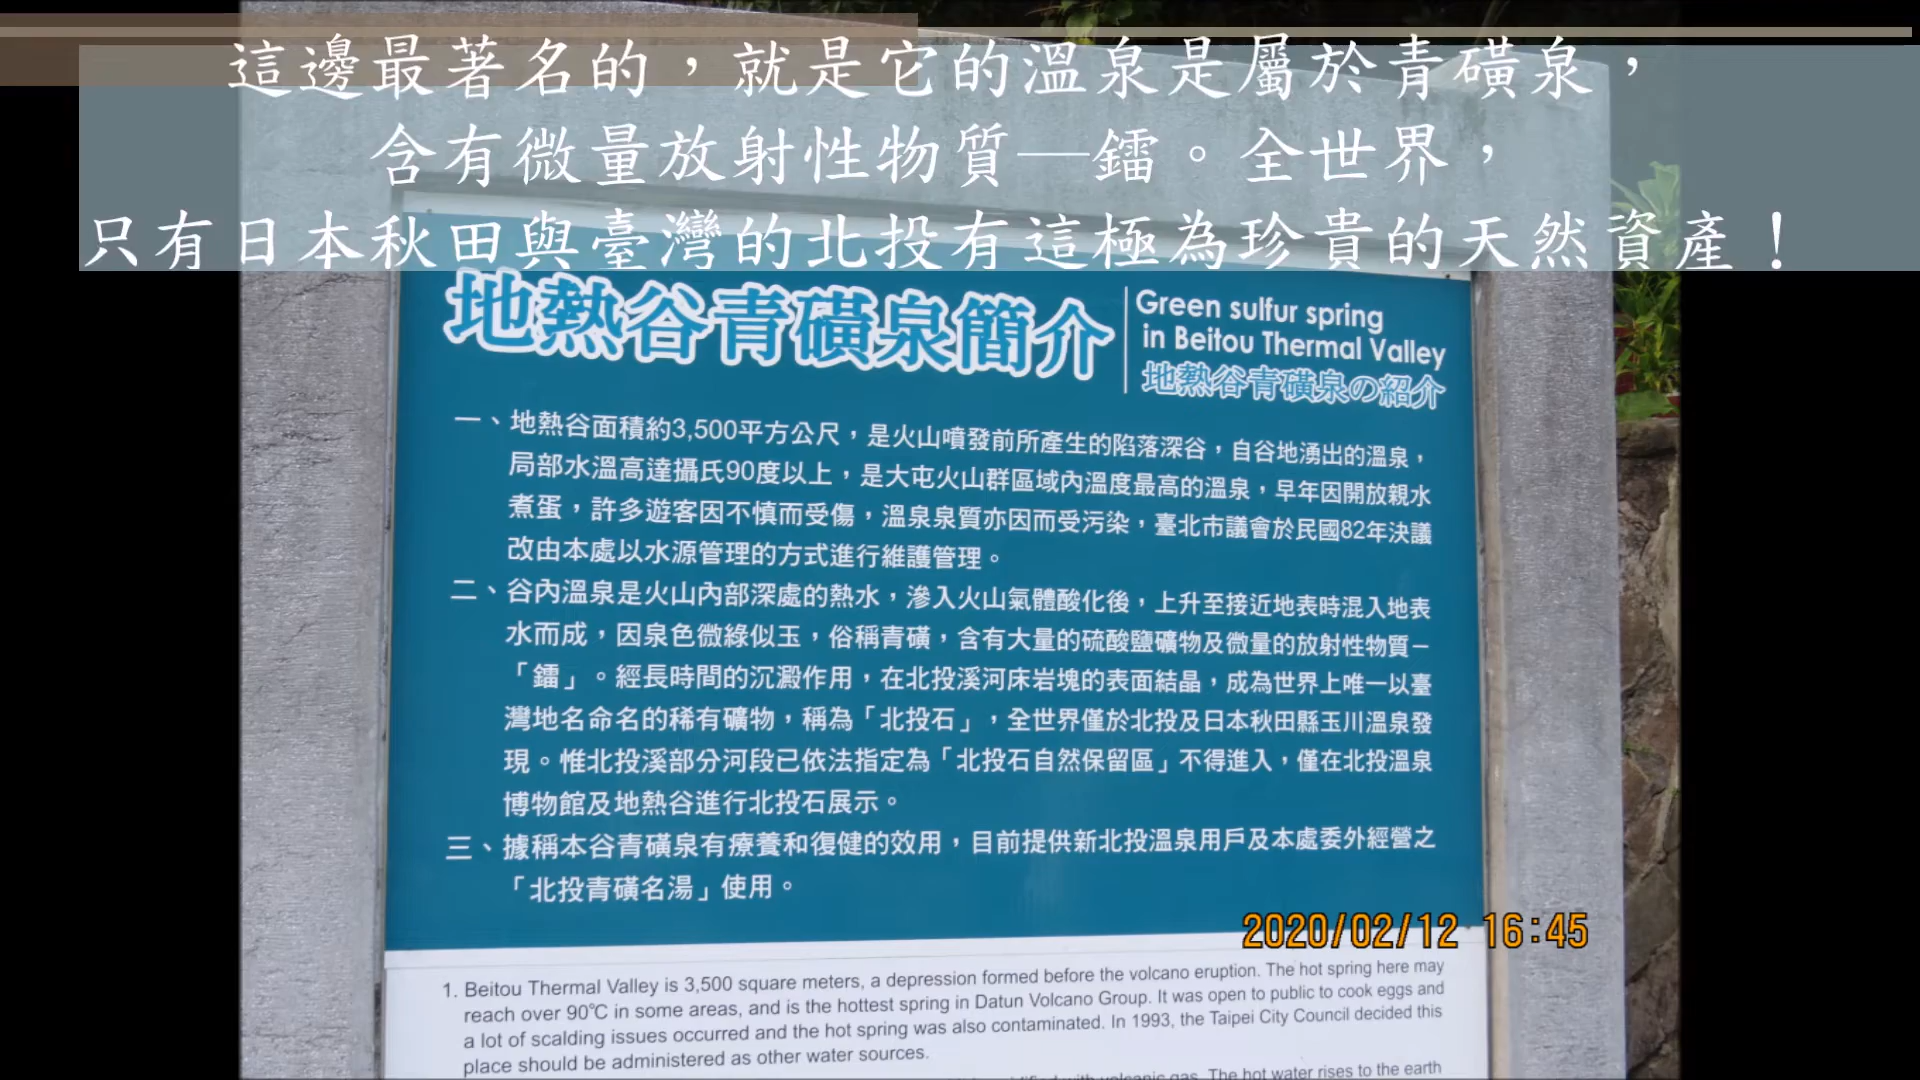 這邊最著名的，就是它的溫泉是屬於青磺泉，
含有微量放射性物質—鐳。全世界，
只有日本秋田與臺灣的北投有這極為珍貴的天然資產！
地熱谷青磺泉簡介
Green sulfur spring
in Beitou Thermal Valley
地熱谷青磺泉の紹介
一、地熱谷面積約3,500平方公尺，是火山噴發前所產生的陷落深谷，自谷地湧出的溫泉，
局部水溫高達攝氏90度以上，是大屯火山群區域內溫度最高的溫泉，早年因開放親水
煮蛋，許多遊客因不慎而受傷，溫泉泉質亦因而受污染，臺北市議會於民國82年決議
改由本處以水源管理的方式進行維護管理。
二、谷內溫泉是火山內部深處的熱水，滲入火山氣體酸化後，上升至接近地表時混入地表
水而成，因泉色微綠似玉，俗稱青磺，含有大量的硫酸鹽礦物及微量的放射性物質－
「鐳」。經長時間的沉澱作用，在北投溪河床岩塊的表面結晶，成為世界上唯一以臺
灣地名命名的稀有礦物，稱為「北投石」，全世界僅於北投及日本秋田縣玉川溫泉發
現。惟北投溪部分河段已依法指定為「北投石自然保留區」不得進入，僅在北投溫泉
博物館及地熱谷進行北投石展示。
三、據稱本谷青磺泉有療養和復健的效用，目前提供新北投溫泉用戶及本處委外經營之
「北投青磺名湯」使用。
2020/02/12 16:45
1. Beitou Thermal Valley is 3,500 square meters, a depression formed before the volcano eruption. The hot spring here may
reach over 90℃ in some areas, and is the hottest spring in Datun Volcano Group. It was open to public to cook eggs and
a lot of scalding issues occurred and the hot spring was also contaminated. In 1993, the Taipei City Council decided this
place should be administered as other water sources.
with volcanic gas. The hot water rises to the earth